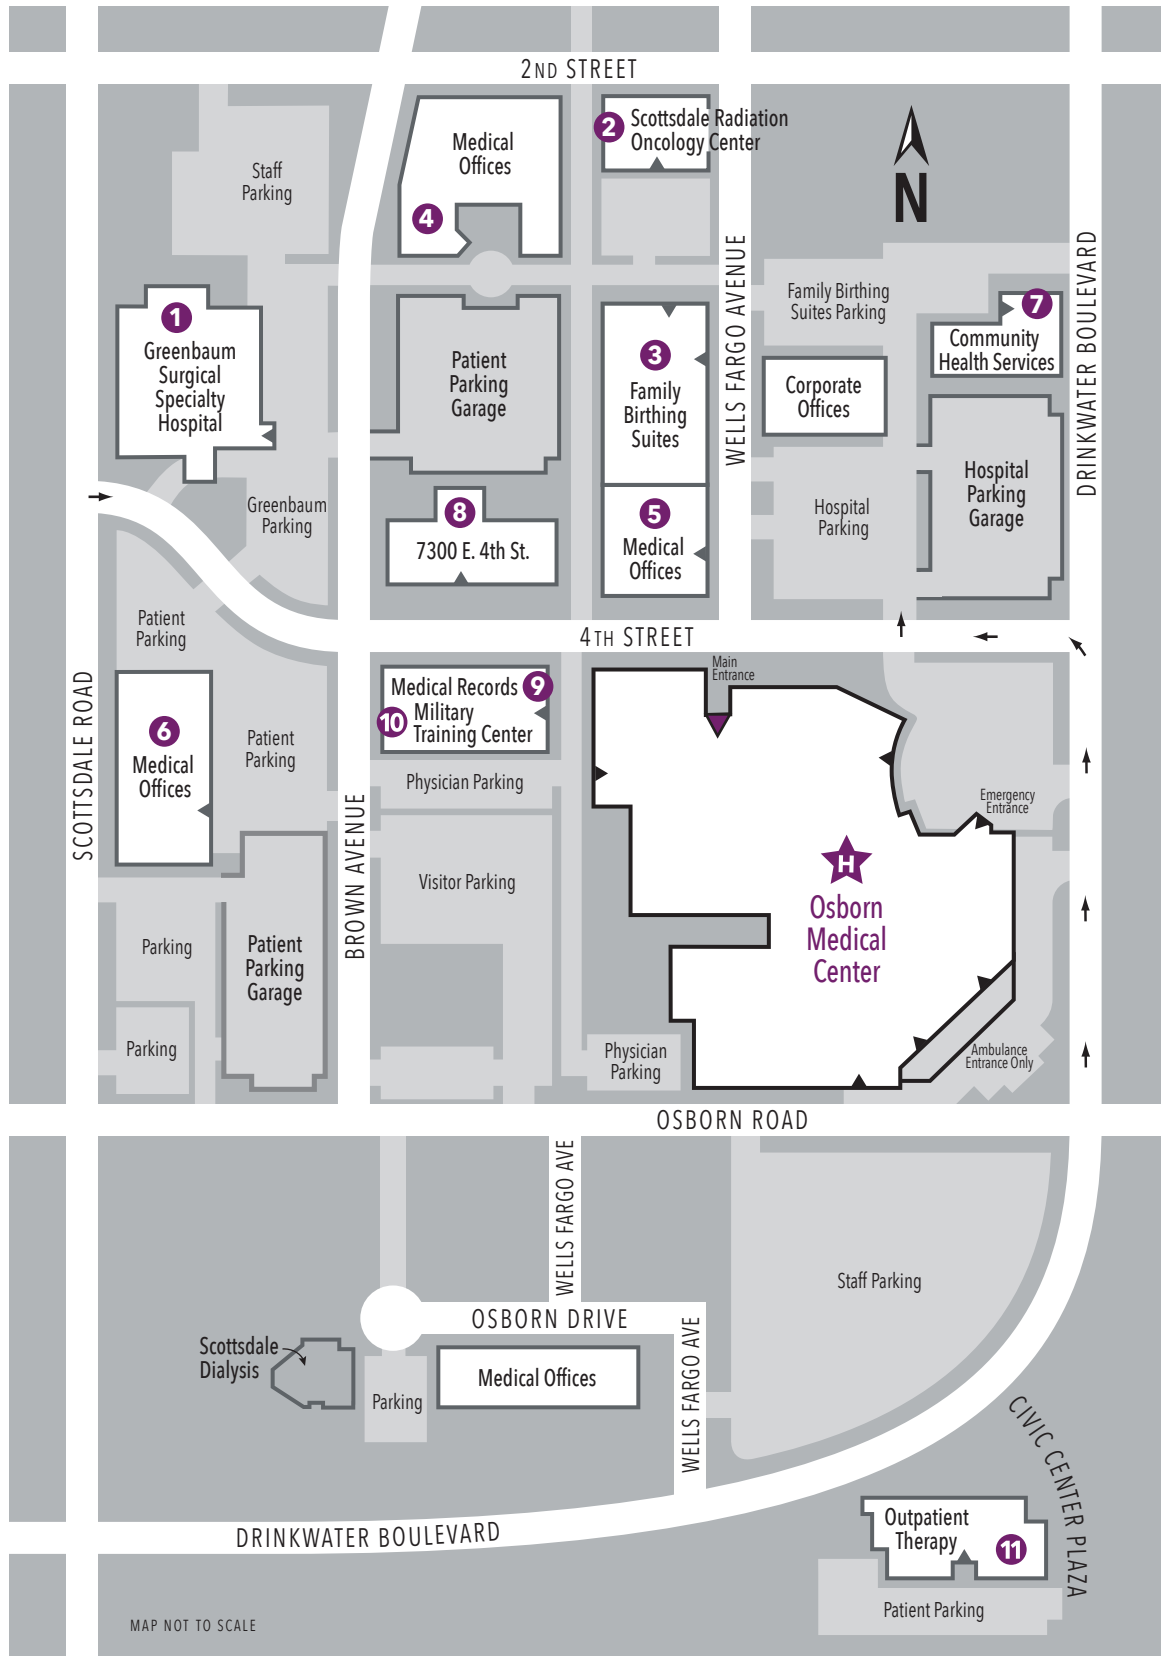 2ND STREET
Medical
Offices
4
2
Scottsdale Radiation
Oncology Center
N
Staff
Parking
WELLS FARGO AVENUE
DRINKWATER BOULEVARD
1
Greenbaum
Surgical
Specialty
Hospital
Patient
Parking
Garage
3
Family
Birthing
Suites
Family Birthing
Suites Parking
7
Community
Health Services
Corporate
Offices
Hospital
Parking
Garage
Hospital
Parking
Greenbaum
Parking
8
7300 E. 4th St.
5
Medical
Offices
Patient
Parking
4TH STREET
SCOTTSDALE ROAD
6
Medical
Offices
Patient
Parking
Medical Records 9
10 Military
Training Center
Main
Entrance
Physician Parking
Emergency
Entrance
BROWN AVENUE
Visitor Parking
H
Osborn
Medical
Center
Parking
Patient
Parking
Garage
Parking
Physician
Parking
Ambulance
Entrance Only
OSBORN ROAD
WELLS FARGO AVE
Staff Parking
OSBORN DRIVE
WELLS FARGO AVE
Scottsdale
Dialysis
Parking
Medical Offices
CIVIC CENTER PLAZA
DRINKWATER BOULEVARD
Outpatient
Therapy
11
Patient Parking
MAP NOT TO SCALE